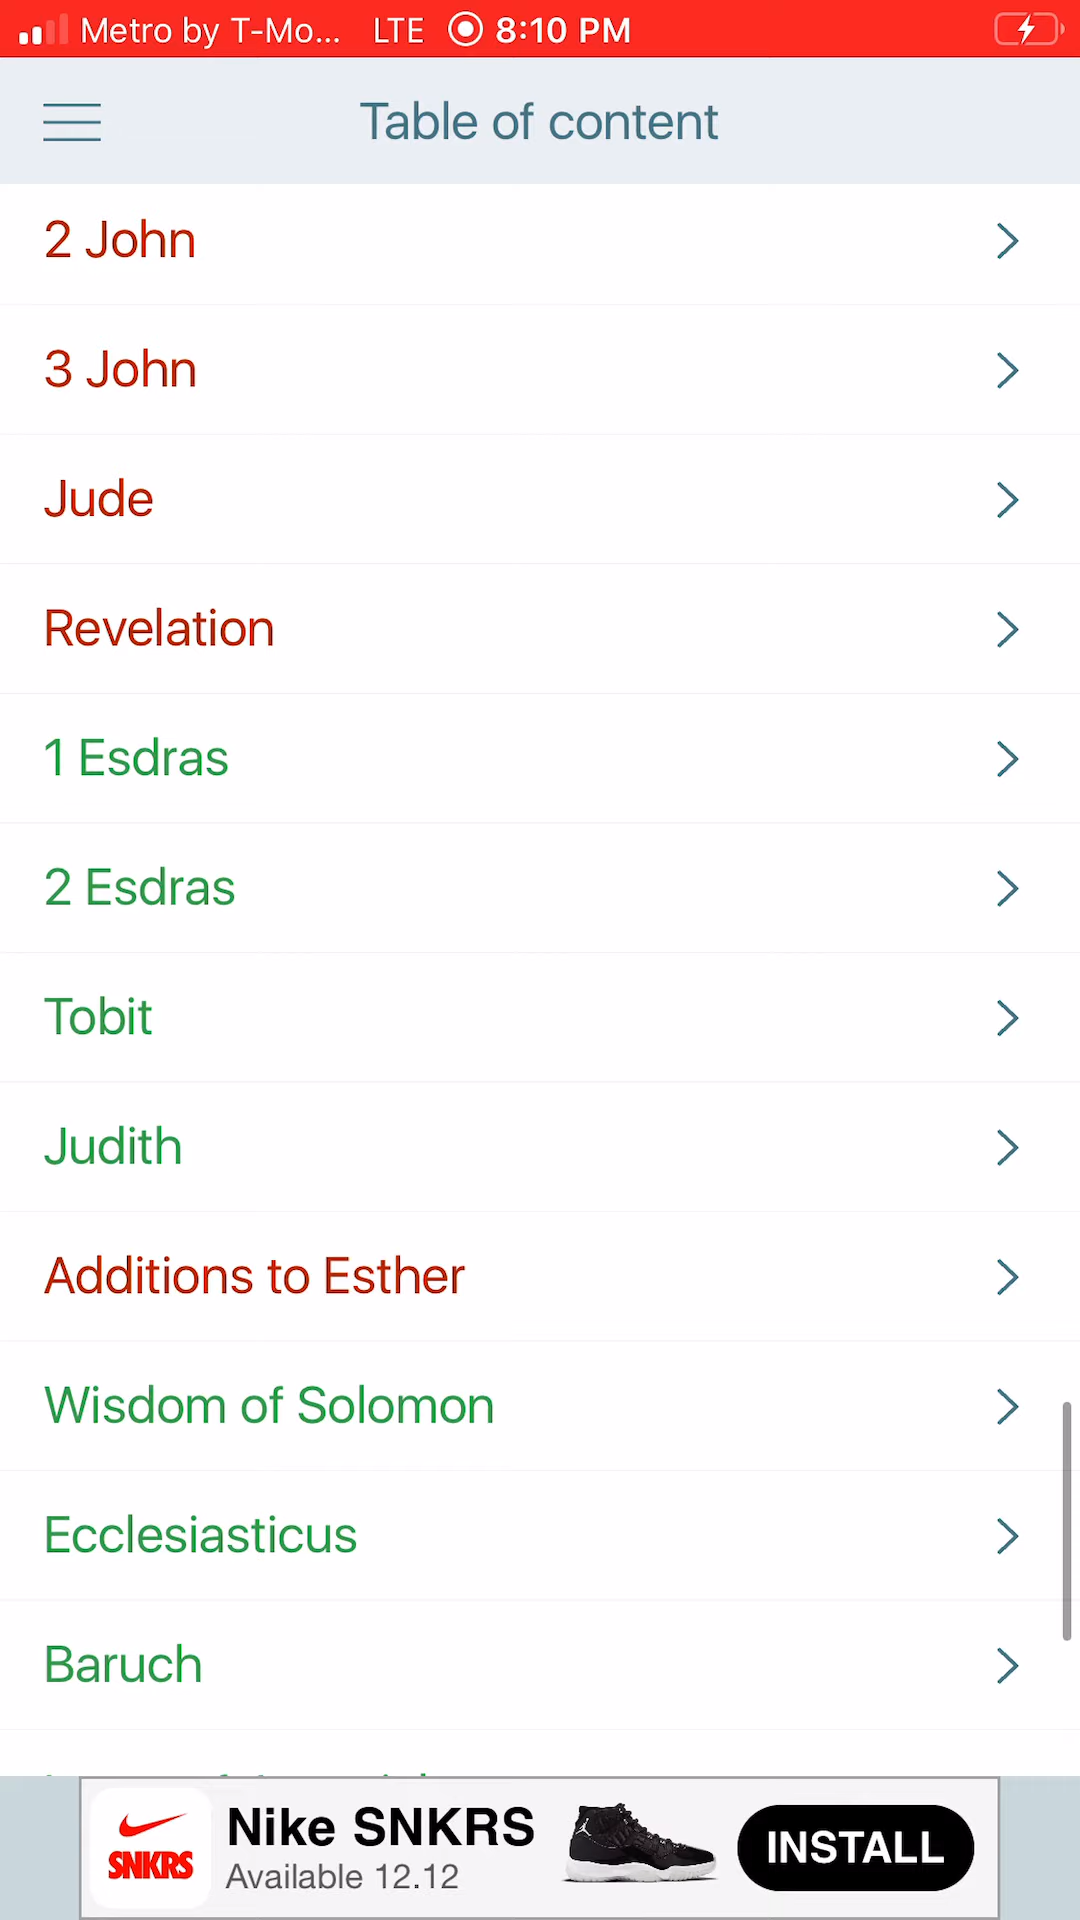 Metro by T-Mo... LTE 8:10 PM
Table of content
2 John
3 John
Jude
Revelation
1 Esdras
2 Esdras
Tobit
Judith
Additions to Esther
Wisdom of Solomon
Ecclesiasticus
Baruch
Nike SNKRS
SNKRS
Available 12.12
INSTALL